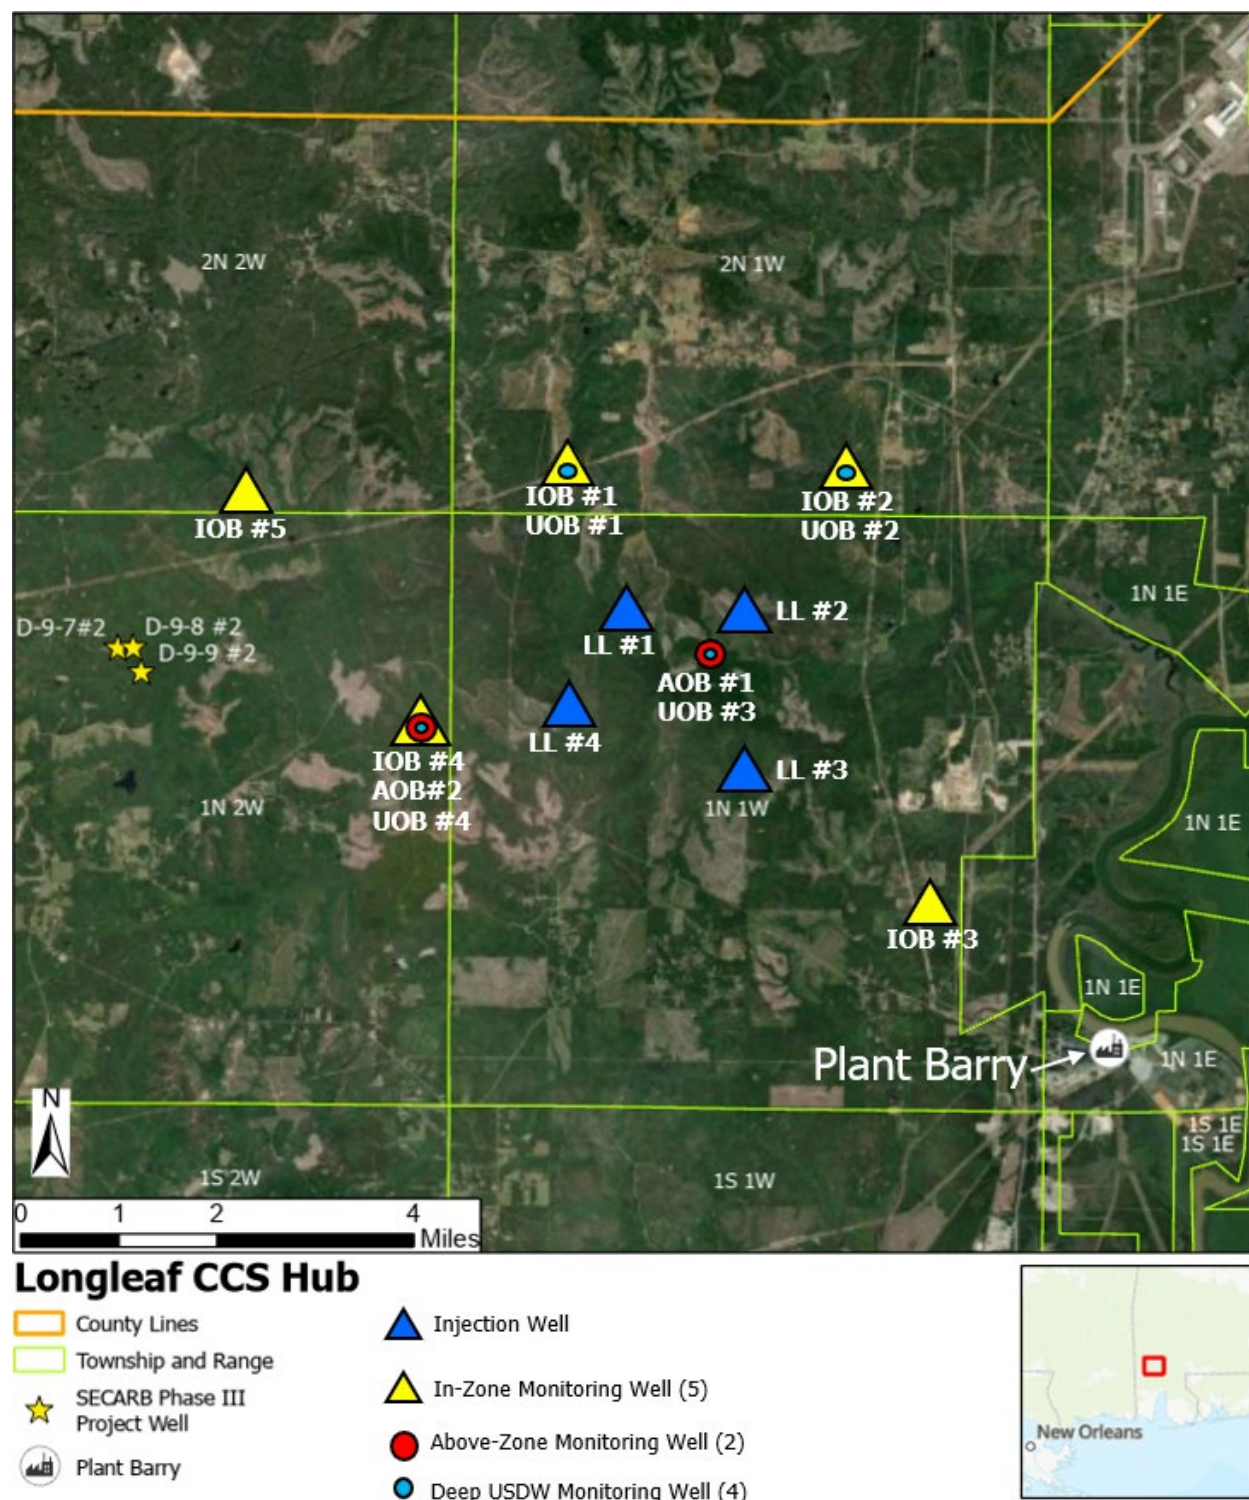 2N 2W
2N 1W
IOB #5
IOB #1
UOB #1
IOB #2
UOB #2
1N 1E
D-9-7#2
D-9-8 #2
D-9-9 #2
LL #1
LL #2
AOB #1
UOB #3
LL #4
LL #3
IOB #4
AOB#2
UOB #4
1N 2W
1N 1W
1N 1E
IOB #3
1N 1E
Plant Barry
1N 1E
N
1S 1E
1S 1E
1S 2W
1S 1W
0 1 2 4
Miles
Longleaf CCS Hub
County Lines
Township and Range
SECARB Phase III
Project Well
Plant Barry
Injection Well
In-Zone Monitoring Well (5)
Above-Zone Monitoring Well (2)
Deep USDW Monitoring Well (4)
New Orleans